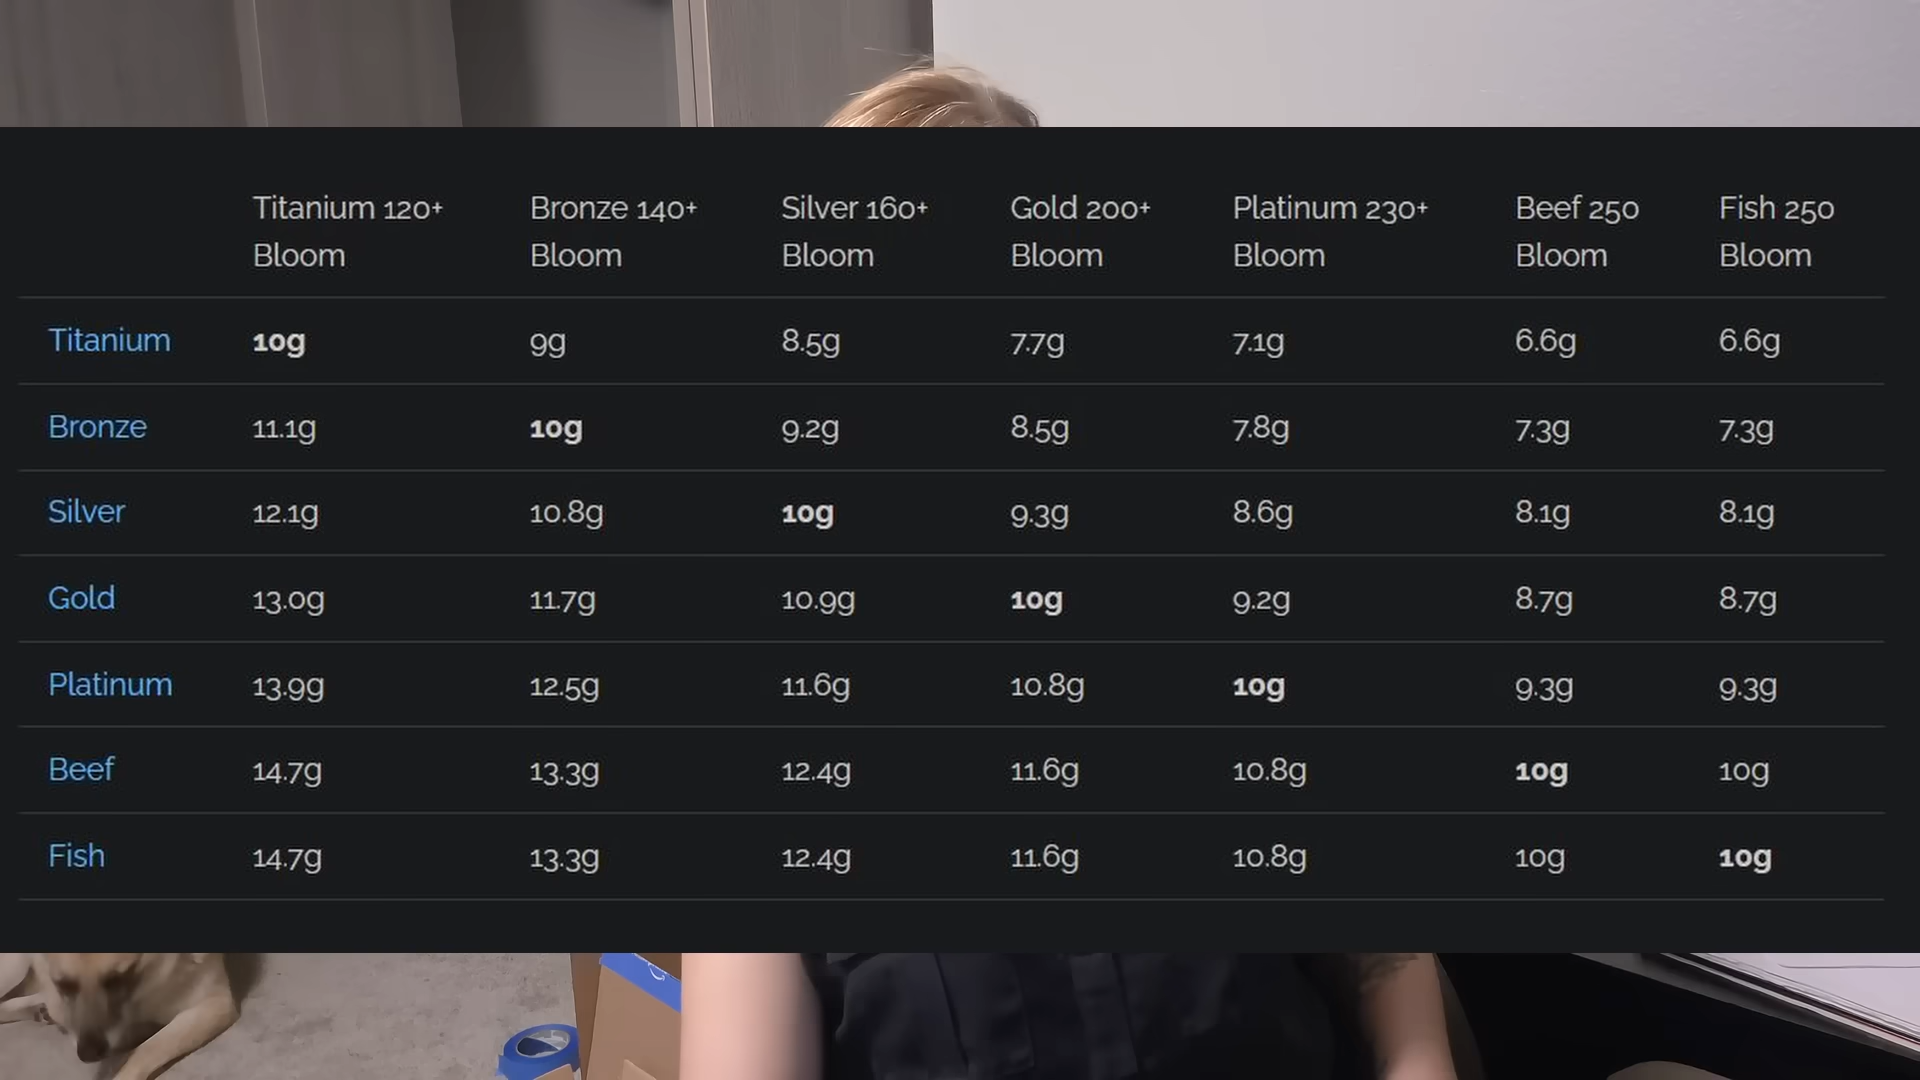 Titanium 120+ Bronze 140+ Silver 160+ Gold 200+ Platinum 230+ Beef 250 Fish 250
Bloom Bloom Bloom Bloom Bloom Bloom Bloom
Titanium 10g 9g 8.5g 7.7g 7.1g 6.6g 6.6g
Bronze 11.1g 10g 9.2g 8.5g 7.8g 7.3g 7.3g
Silver 12.1g 10.8g 10g 9.3g 8.6g 8.1g 8.1g
Gold 13.0g 11.7g 10.9g 10g 9.2g 8.7g 8.7g
Platinum 13.9g 12.5g 11.6g 10.8g 10g 9.3g 9.3g
Beef 14.7g 13.3g 12.4g 11.6g 10.8g 10g 10g
Fish 14.7g 13.3g 12.4g 11.6g 10.8g 10g 10g